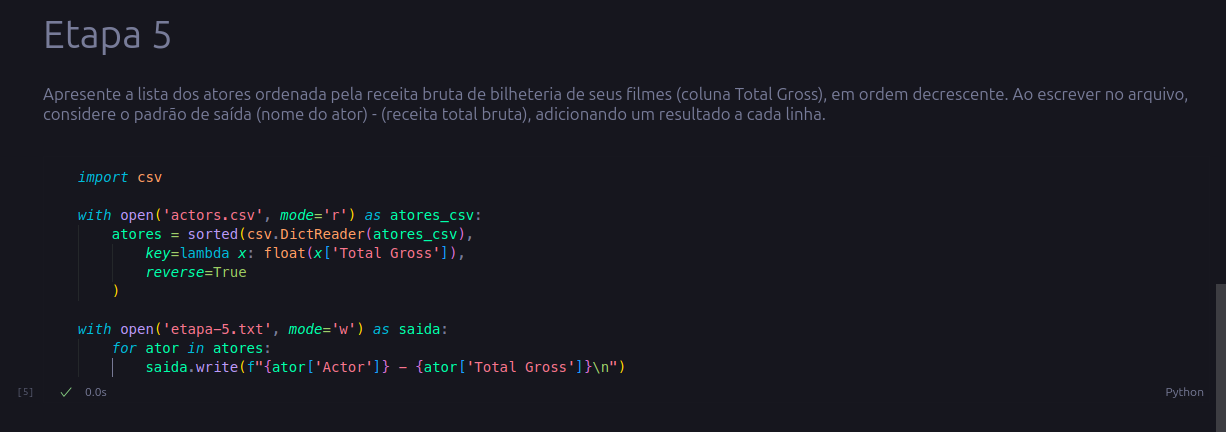 Etapa 5
Apresente a lista dos atores ordenada pela receita bruta de bilheteria de seus filmes (coluna Total Gross), em ordem decrescente. Ao escrever no arquivo,
considere o padrão de saída (nome do ator) - (receita total bruta), adicionando um resultado a cada linha.
import csv
with open('actors.csv', mode='r') as atores_csv:
    atores = sorted(csv.DictReader(atores_csv),
        key=lambda x: float(x['Total Gross']),
        reverse=True
    )
with open('etapa-5.txt', mode='w') as saida:
    for ator in atores:
        saida.write(f"{ator['Actor']} - {ator['Total Gross']}\n")
[5] ✓ 0.0s Python